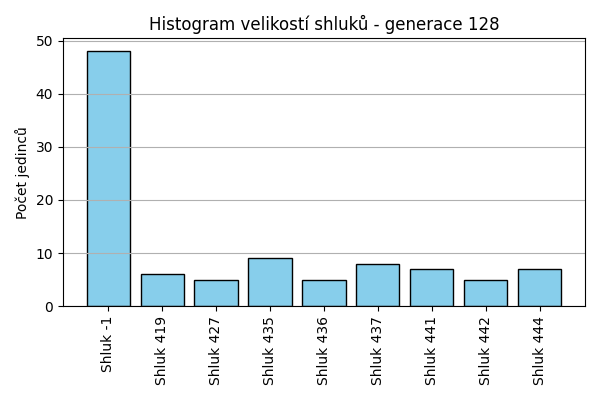 Histogram velikostí shluků - generace 128
Počet jedinců
50
40
30
20
10
0
Shluk -1
Shluk 419
Shluk 427
Shluk 435
Shluk 436
Shluk 437
Shluk 441
Shluk 442
Shluk 444